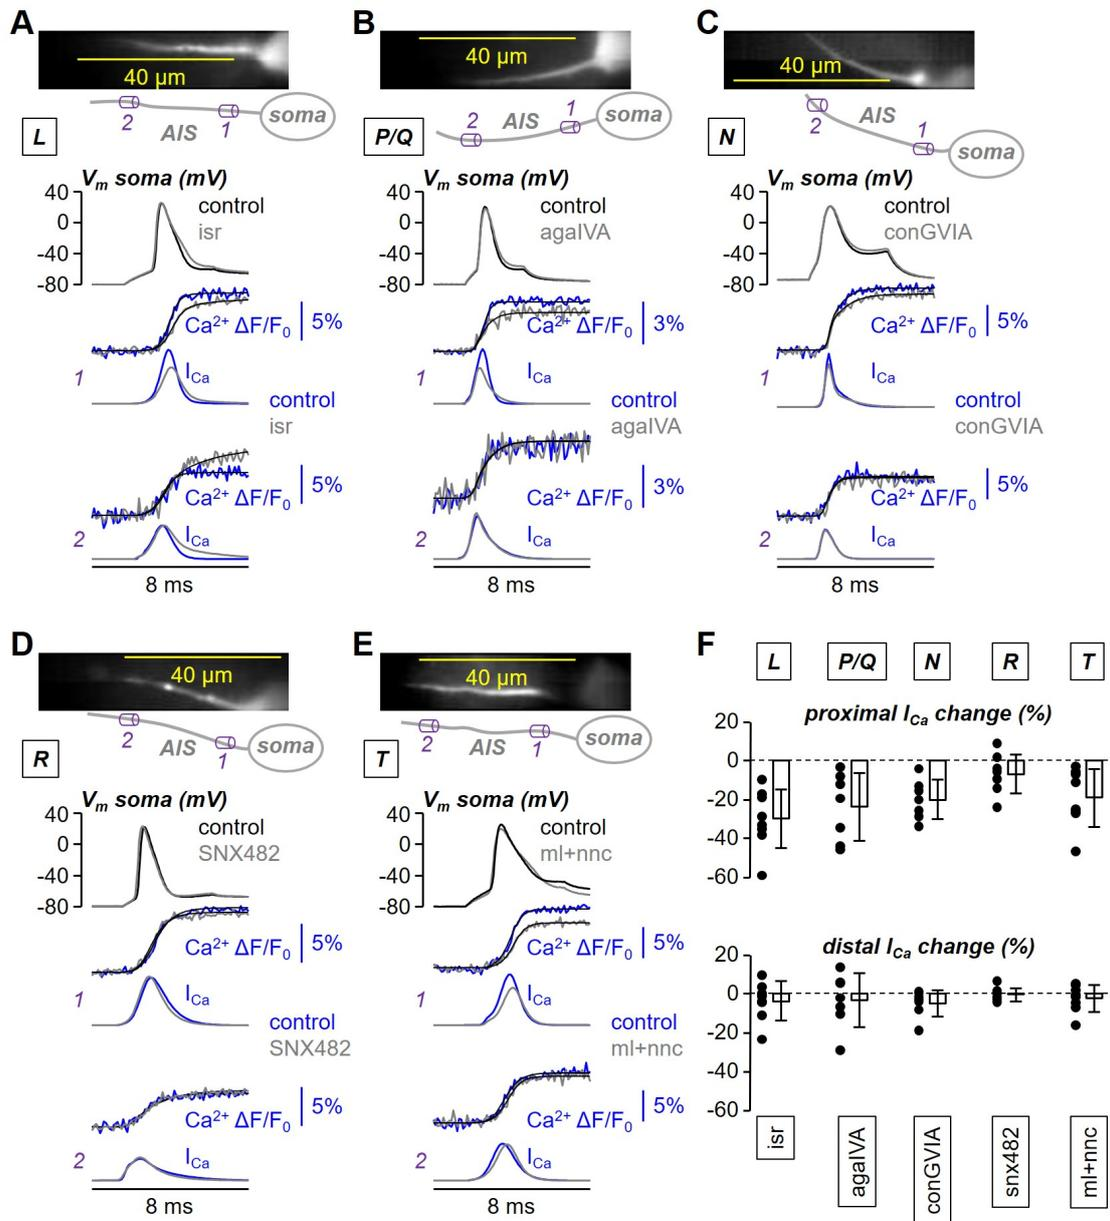 A
B
C
40 µm
40 µm
40 µm
2
AIS
1
soma
2
AIS
1
soma
2
AIS
1
soma
L
P/Q
N
Vm soma (mV)
40
0
-40
-80
control
isr
Ca2+ ΔF/F0
5%
1
ICa
control
isr
Ca2+ ΔF/F0
5%
2
ICa
8 ms
Vm soma (mV)
40
0
-40
-80
control
agaIVA
Ca2+ ΔF/F0
3%
1
ICa
control
agaIVA
Ca2+ ΔF/F0
3%
2
ICa
8 ms
Vm soma (mV)
40
0
-40
-80
control
conGVIA
Ca2+ ΔF/F0
5%
1
ICa
control
conGVIA
Ca2+ ΔF/F0
5%
2
ICa
8 ms
D
E
F
40 µm
40 µm
2
AIS
1
soma
2
AIS
1
soma
R
T
Vm soma (mV)
40
0
-40
-80
control
SNX482
Ca2+ ΔF/F0
5%
1
ICa
control
SNX482
Ca2+ ΔF/F0
5%
2
ICa
8 ms
Vm soma (mV)
40
0
-40
-80
control
ml+nnc
Ca2+ ΔF/F0
5%
1
ICa
control
ml+nnc
Ca2+ ΔF/F0
5%
2
ICa
8 ms
L P/Q N R T
proximal ICa change (%)
20
0
-20
-40
-60
distal ICa change (%)
20
0
-20
-40
-60
isr
agaIVA
conGVIA
snx482
ml+nnc